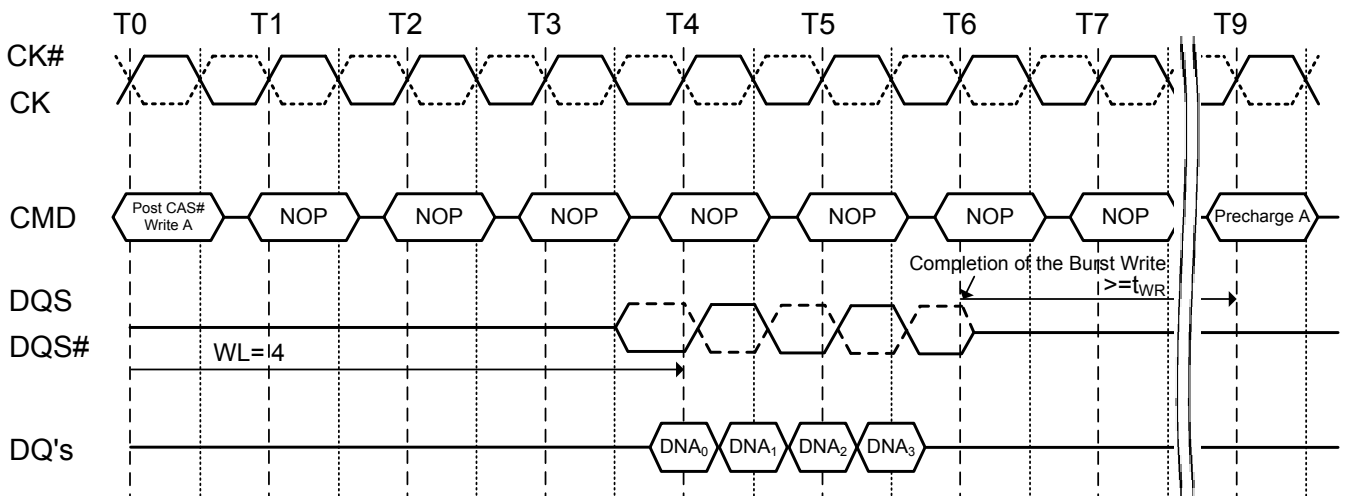 T0 T1 T2 T3 T4 T5 T6 T7 T9
CK#
CK
CMD Post CAS# Write A NOP NOP NOP NOP NOP NOP NOP Precharge A
Completion of the Burst Write
>=tWR
DQS
DQS#
WL= 4
DQ's DNA0 DNA1 DNA2 DNA3